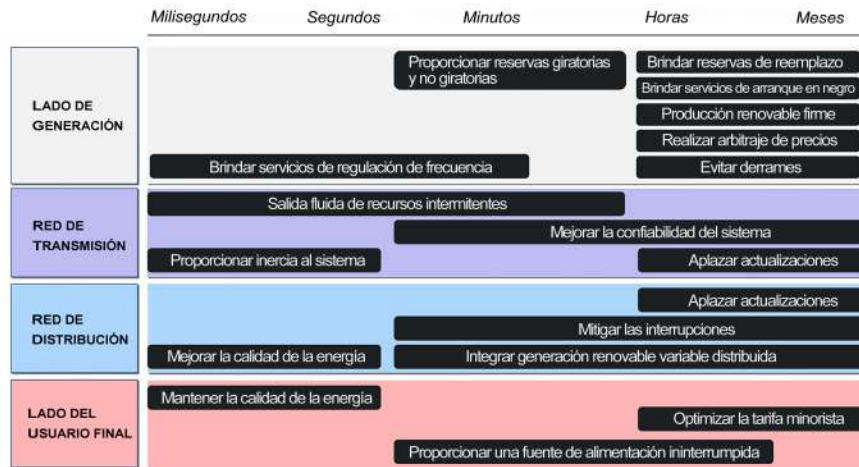 Milisegundos Segundos Minutos Horas Meses
LADO DE
GENERACIÓN
Proporcionar reservas giratorias
y no giratorias
Brindar reservas de reemplazo
Brindar servicios de arranque en negro
Producción renovable firme
Realizar arbitraje de precios
Brindar servicios de regulación de frecuencia
Evitar derrames
RED DE
TRANSMISIÓN
Salida fluida de recursos intermitentes
Mejorar la confiabilidad del sistema
Proporcionar inercia al sistema
Aplazar actualizaciones
RED DE
DISTRIBUCIÓN
Aplazar actualizaciones
Mitigar las interrupciones
Mejorar la calidad de la energía
Integrar generación renovable variable distribuida
LADO DEL
USUARIO FINAL
Mantener la calidad de la energía
Optimizar la tarifa minorista
Proporcionar una fuente de alimentación ininterrumpida